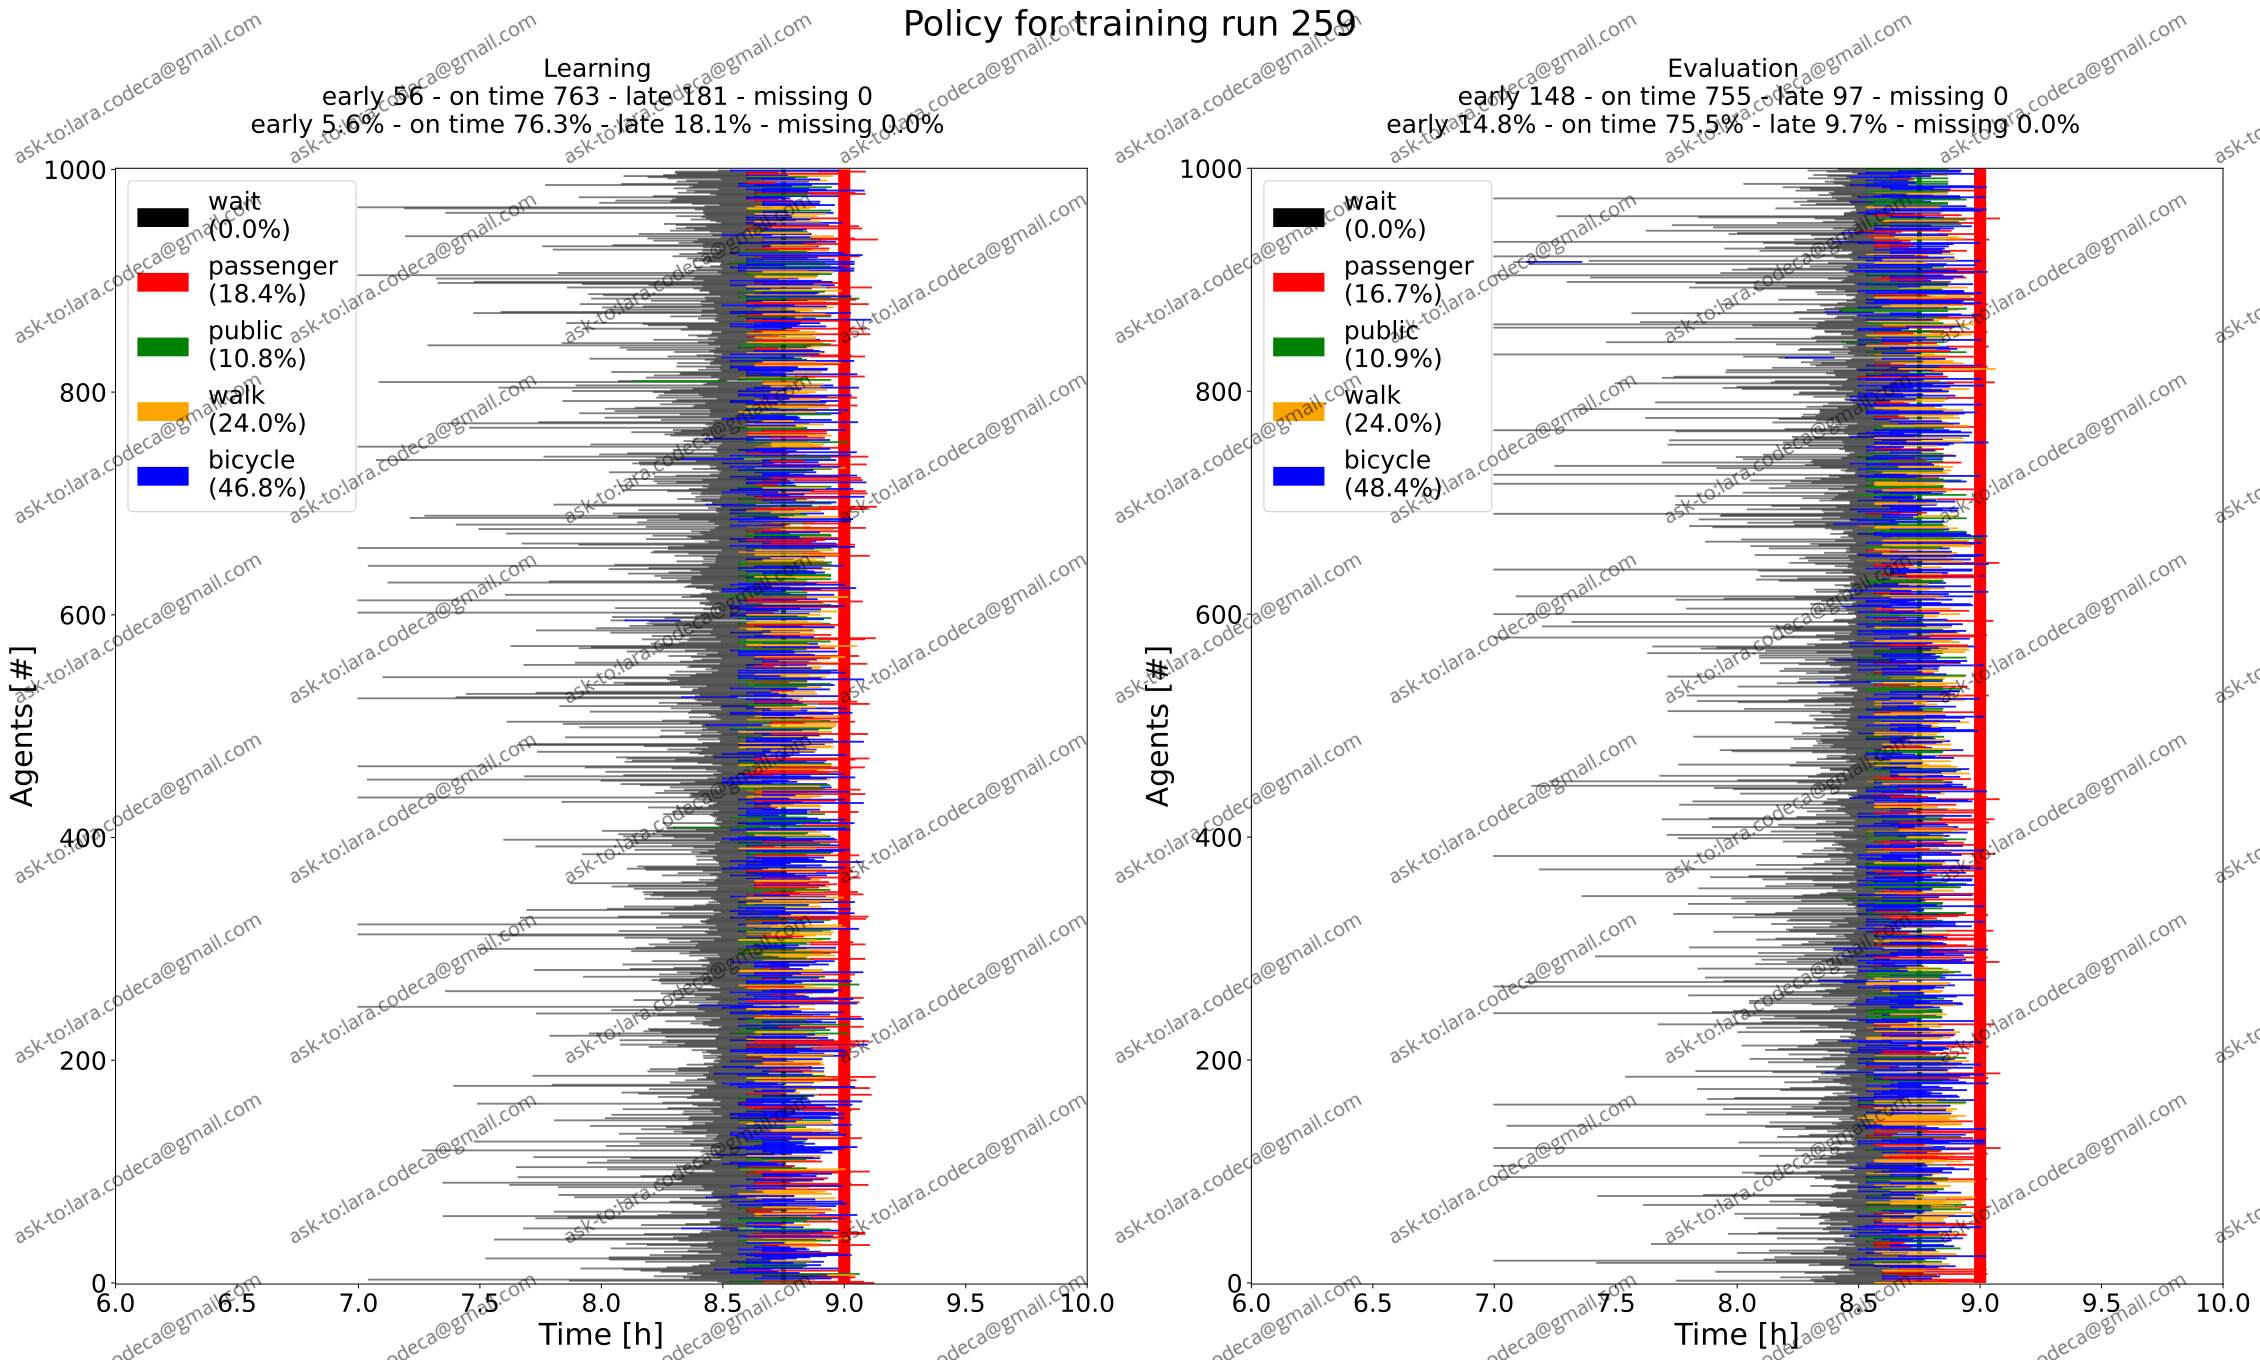 Policy for training run 259
Learning
early 56 - on time 763 - late 181 - missing 0
early 5.6% - on time 76.3% - late 18.1% - missing 0.0%
1000
800
600
400
200
0
Agents [#]
wait
(0.0%)
passenger
(18.4%)
public
(10.8%)
walk
(24.0%)
bicycle
(46.8%)
6.0 6.5 7.0 7.5 8.0 8.5 9.0 9.5 10.0
Time [h]
Evaluation
early 148 - on time 755 - late 97 - missing 0
early 14.8% - on time 75.5% - late 9.7% - missing 0.0%
1000
800
600
400
200
0
Agents [#]
wait
(0.0%)
passenger
(16.7%)
public
(10.9%)
walk
(24.0%)
bicycle
(48.4%)
6.0 6.5 7.0 7.5 8.0 8.5 9.0 9.5 10.0
Time [h]
ask-to:lara.codeca@gmail.com